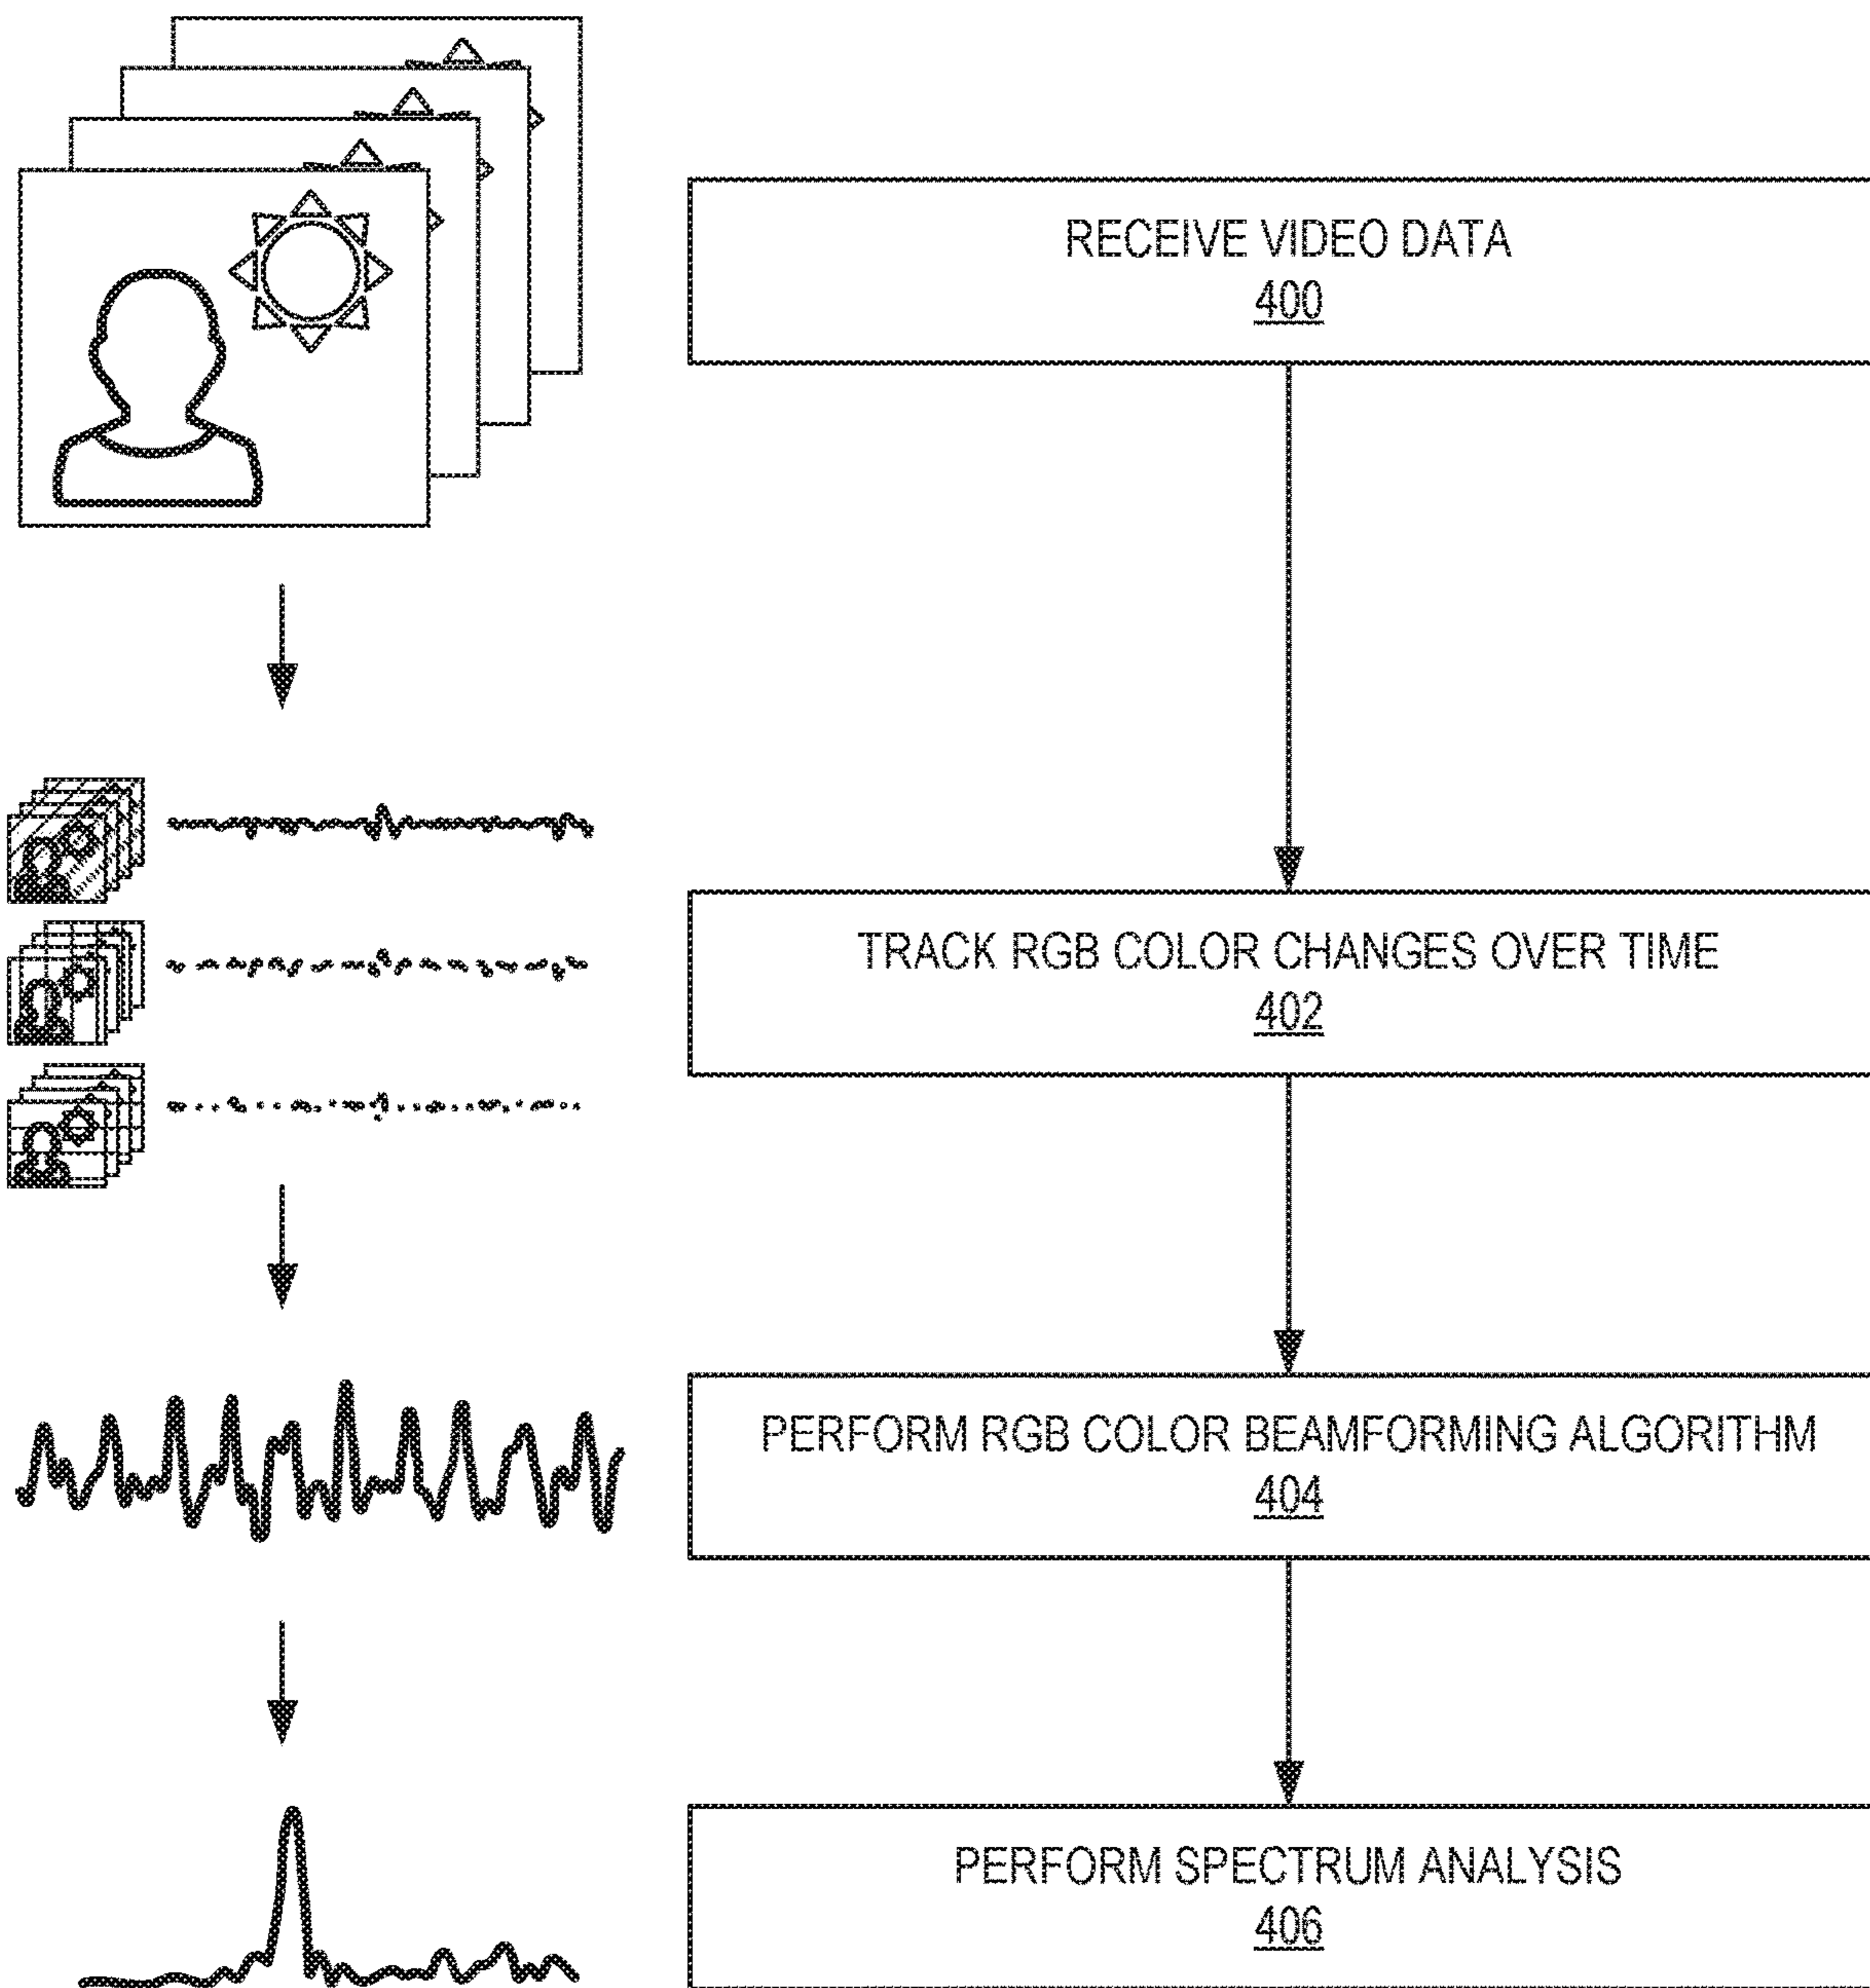 RECEIVE VIDEO DATA
400
TRACK RGB COLOR CHANGES OVER TIME
402
PERFORM RGB COLOR BEAMFORMING ALGORITHM
404
PERFORM SPECTRUM ANALYSIS
406